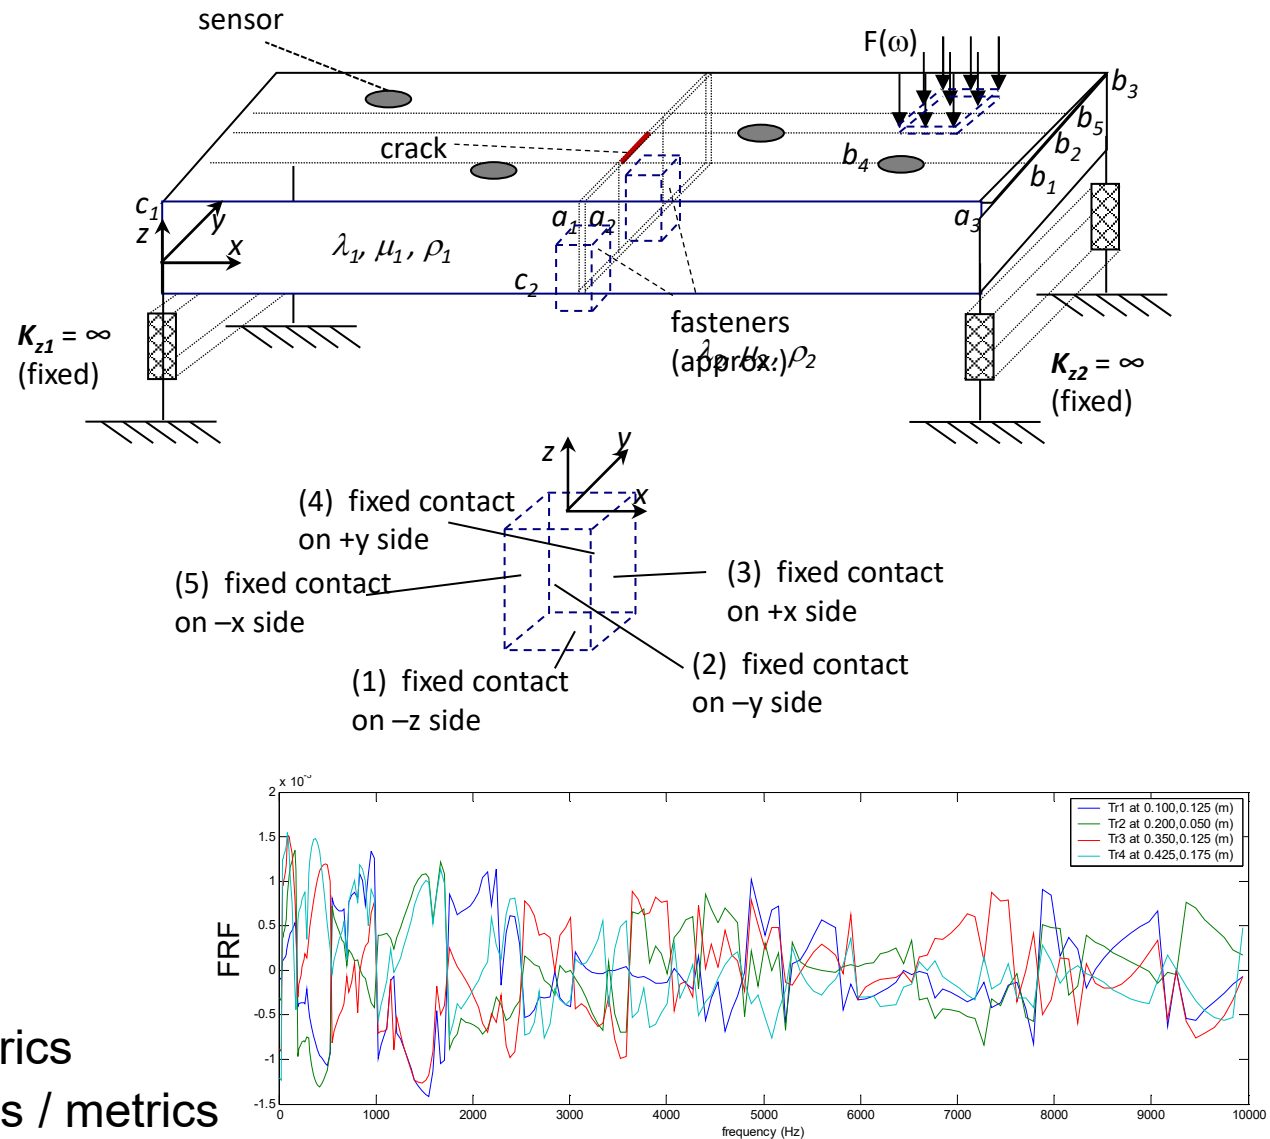 sensor
F(ω)
b3
b5
crack
b4
b2
b1
c1
y
a1 a2
a3
z
x
λ1, μ1, ρ1
c2
fasteners
(approx.)
λ2, μ2, ρ2
Kz1 = ∞
(fixed)
Kz2 = ∞
(fixed)
z
y
x
(4) fixed contact
on +y side
(5) fixed contact
on –x side
(3) fixed contact
on +x side
(1) fixed contact
on –z side
(2) fixed contact
on –y side
2
1.5
1
0.5
0
-0.5
-1
-1.5
FRF
Tr1 at 0.100,0.125 (m)
Tr2 at 0.200,0.050 (m)
Tr3 at 0.350,0.125 (m)
Tr4 at 0.425,0.175 (m)
0 1000 2000 3000 4000 5000 6000 7000 8000 9000 10000
frequency (Hz)
rics
s / metrics